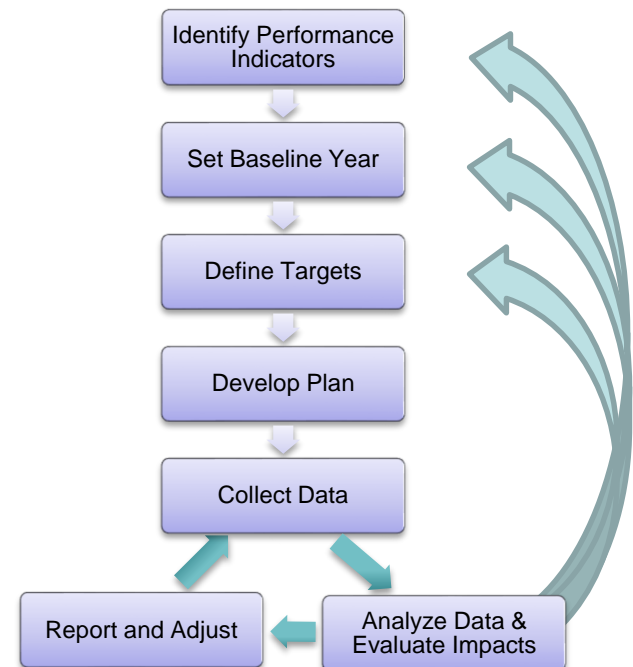 Identify Performance
Indicators
Set Baseline Year
Define Targets
Develop Plan
Collect Data
Report and Adjust
Analyze Data &
Evaluate Impacts